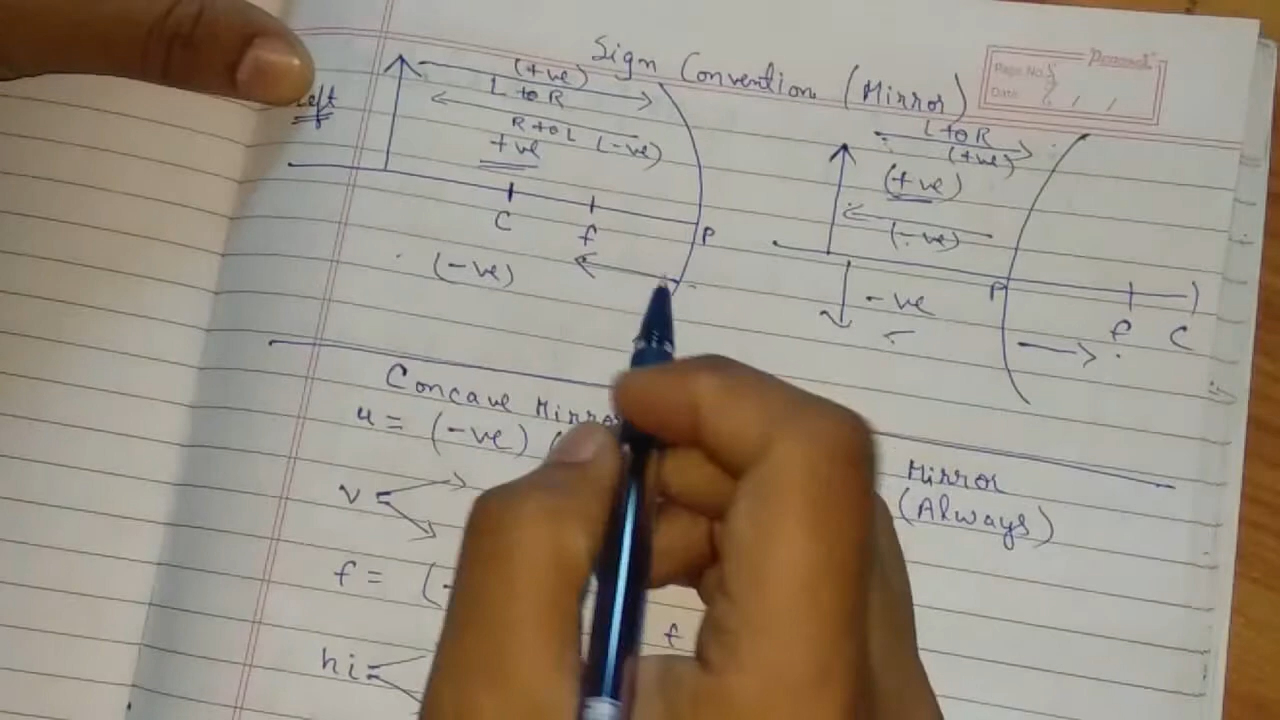 Sign Convention (Mirror)
Personal
Page No.
Date
Left
(+ve)
L to R
R to L (-ve)
+ve
C
f
P
(-ve)
L to R
(+ve)
(+ve)
(-ve)
P
f
C
-ve
Concave Mirror
u = (-ve)
v
f = (-
hi
Mirror
(Always)
f